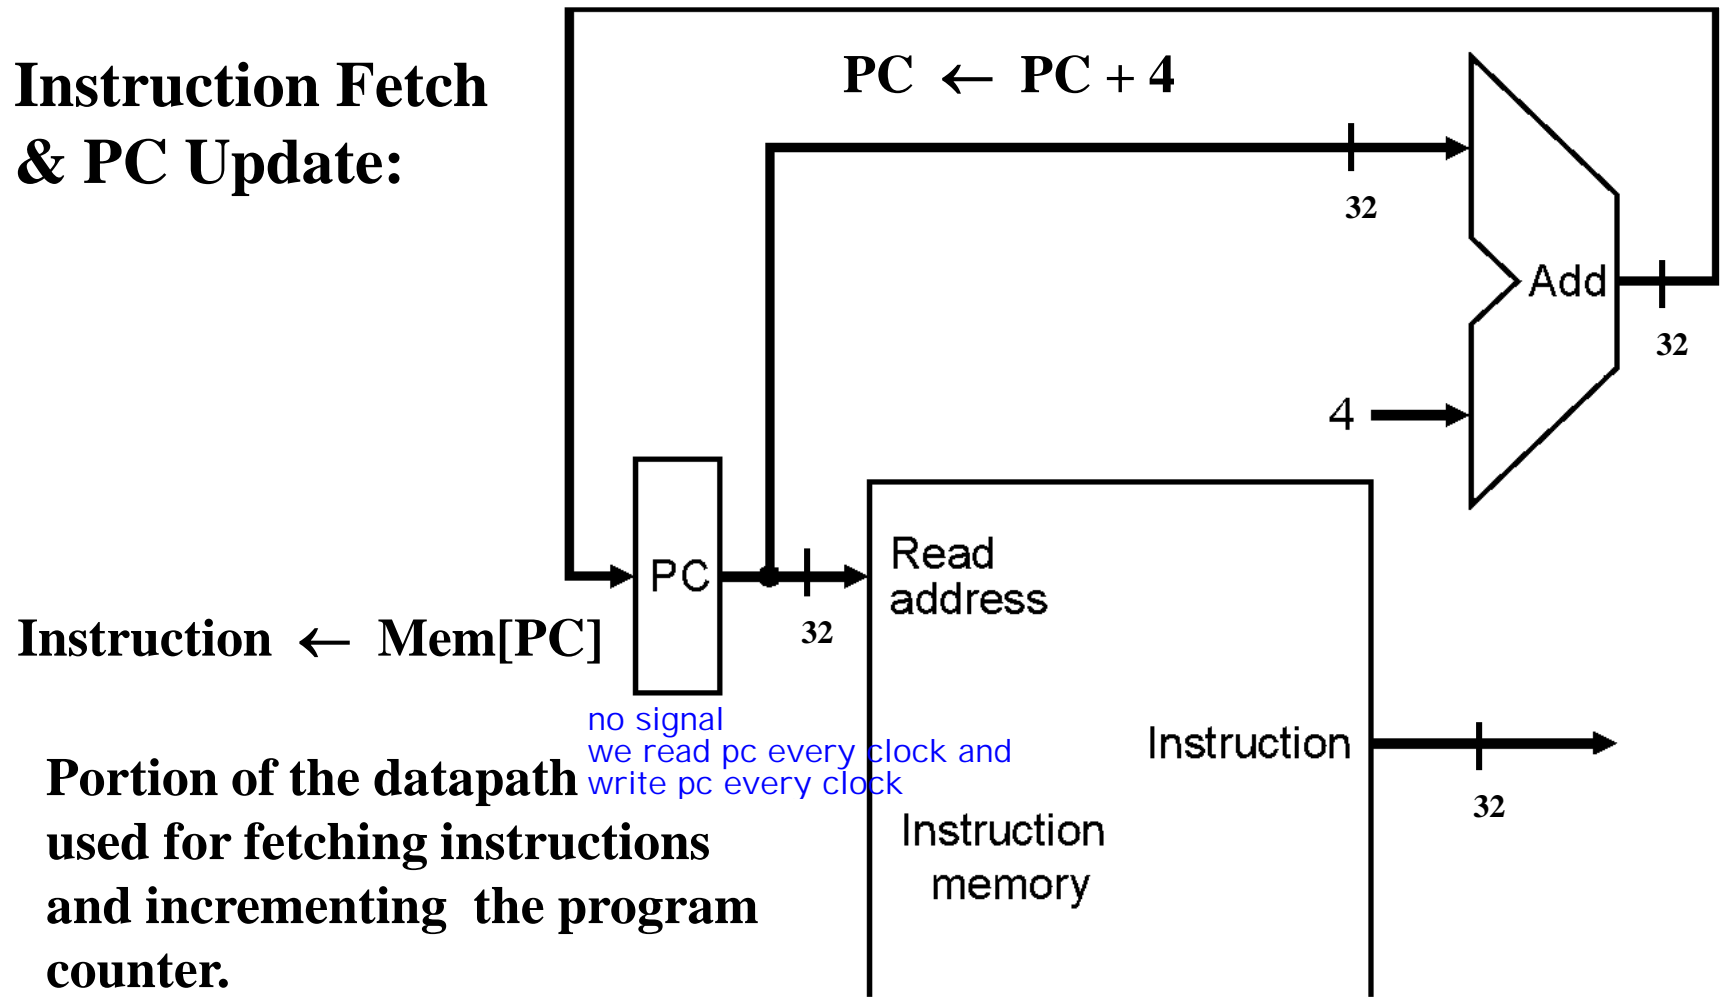 Instruction Fetch
& PC Update:
PC ← PC + 4
32
Add
32
4
PC
32
Read
address
Instruction ← Mem[PC]
no signal
we read pc every clock and
write pc every clock
Instruction
32
Instruction
memory
Portion of the datapath
used for fetching instructions
and incrementing the program
counter.